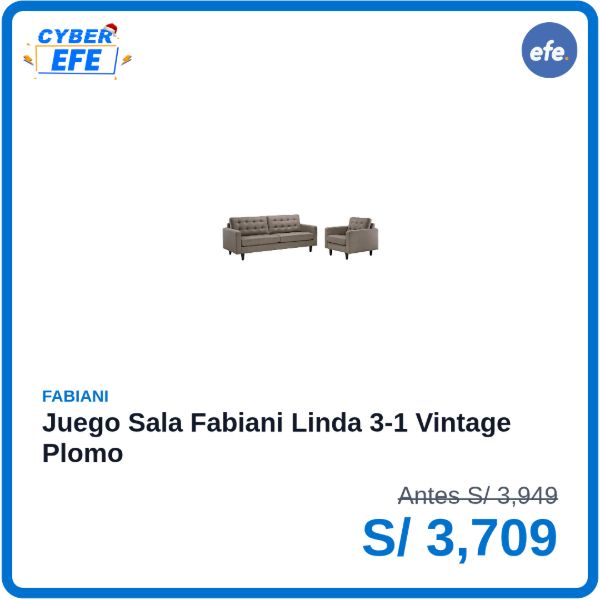 CYBER
EFE
efe.
FABIANI
Juego Sala Fabiani Linda 3-1 Vintage
Plomo
Antes S/ 3,949
S/ 3,709